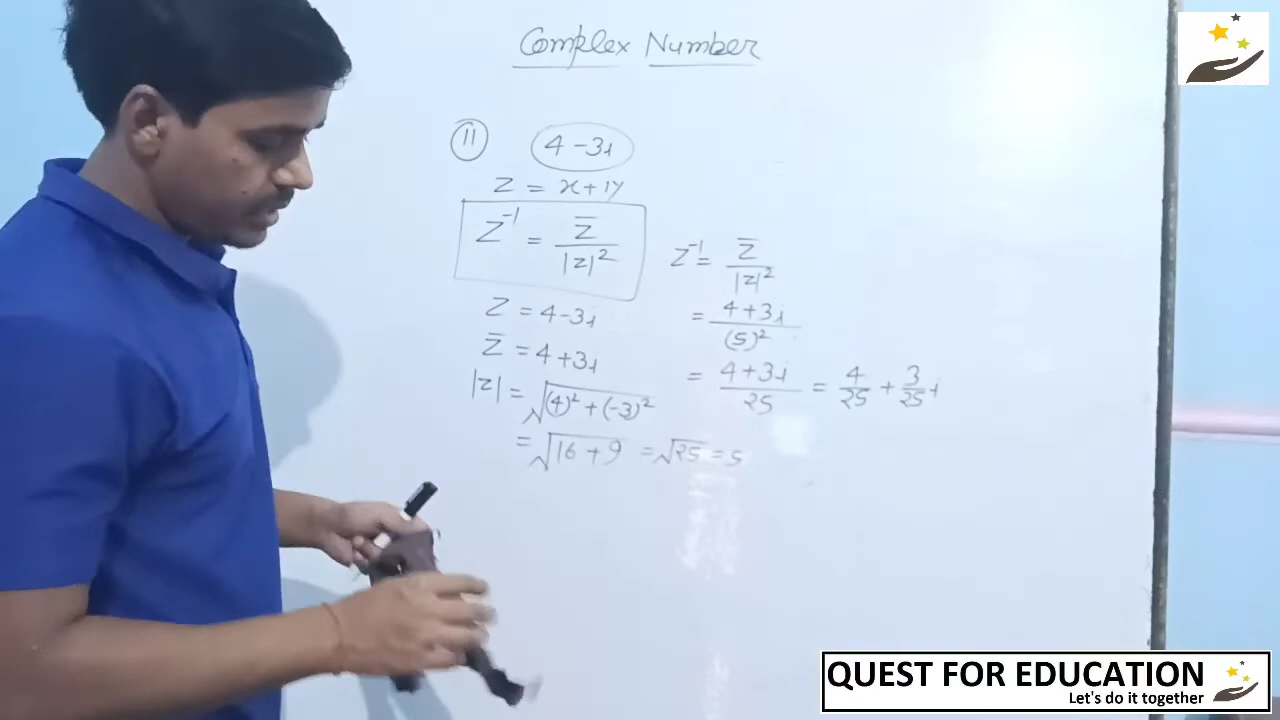 Complex Number
11 4-3i
Z = x+iy
Z⁻¹ = Z̅/|z|²
Z = 4-3i
Z̅ = 4+3i
|z| = √(4)²+(-3)²
= √16+9 = √25 = 5
Z⁻¹ = Z̅/|z|²
= 4+3i/(5)²
= 4+3i/25 = 4/25 + 3/25 i
QUEST FOR EDUCATION
Let's do it together